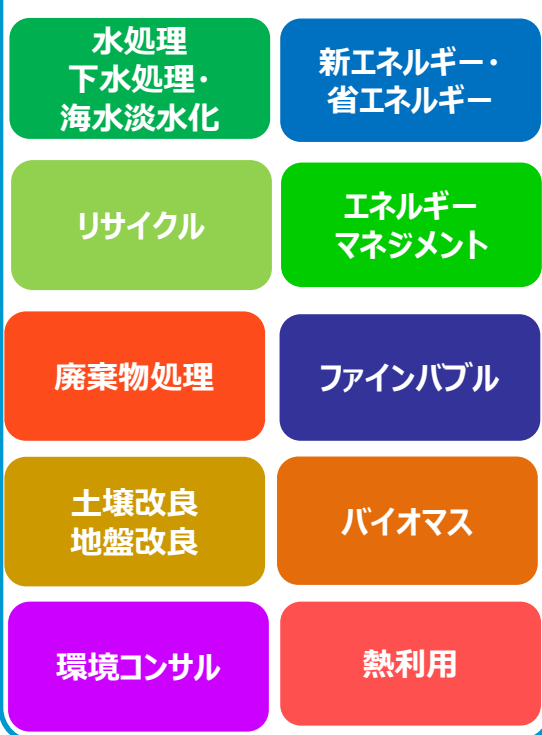 水処理
下水処理・
海水淡水化
新エネルギー・
省エネルギー
リサイクル
エネルギー
マネジメント
廃棄物処理
ファインバブル
土壌改良
地盤改良
バイオマス
環境コンサル
熱利用